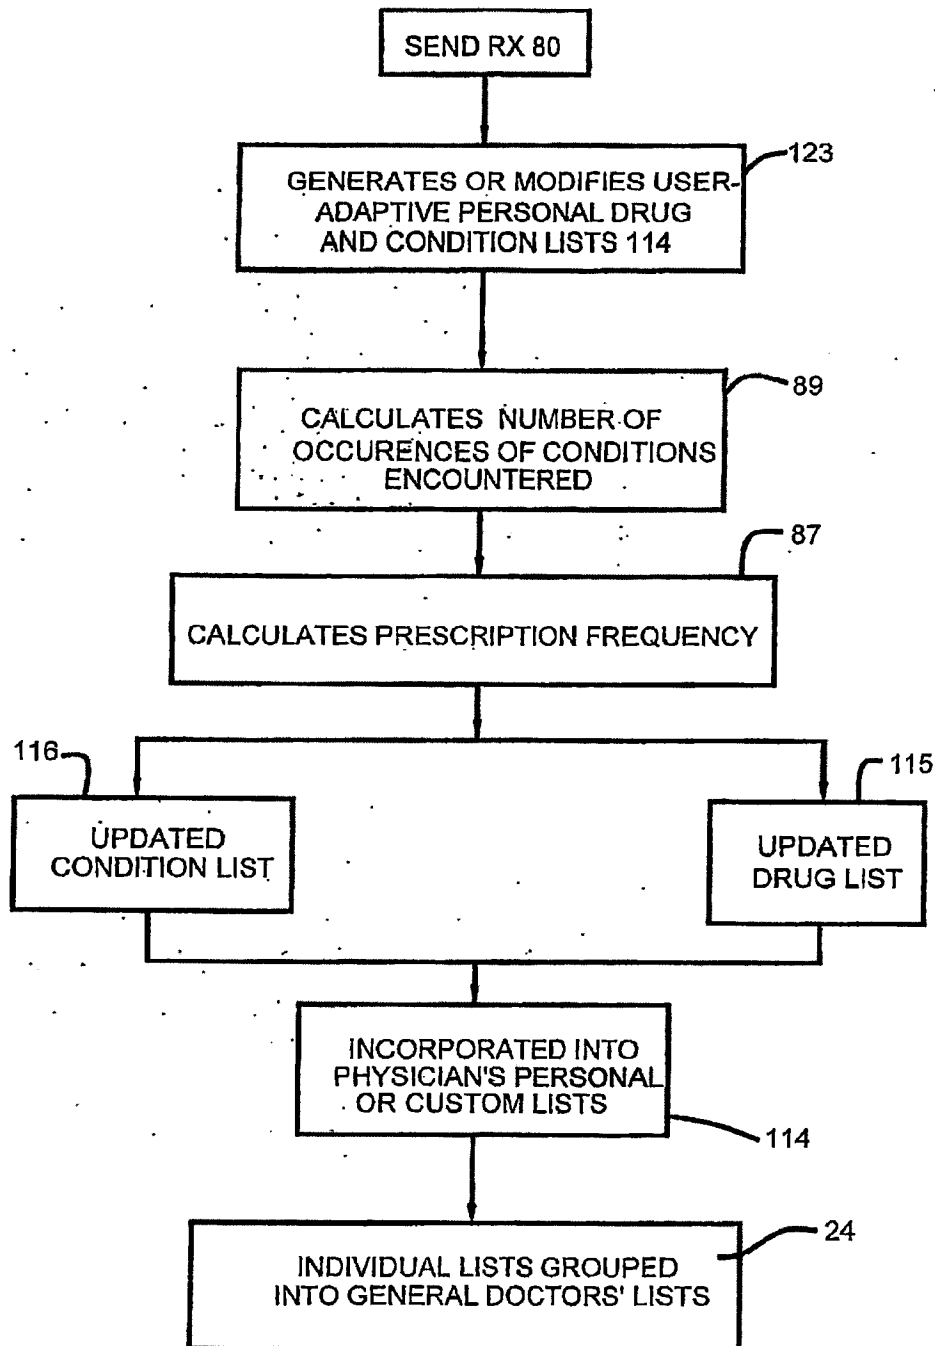 SEND RX 80
123
GENERATES OR MODIFIES USER-
ADAPTIVE PERSONAL DRUG
AND CONDITION LISTS 114
89
CALCULATES NUMBER OF
OCCURENCES OF CONDITIONS
ENCOUNTERED
87
CALCULATES PRESCRIPTION FREQUENCY
116
115
UPDATED
CONDITION LIST
UPDATED
DRUG LIST
INCORPORATED INTO
PHYSICIAN'S PERSONAL
OR CUSTOM LISTS
114
24
INDIVIDUAL LISTS GROUPED
INTO GENERAL DOCTORS' LISTS